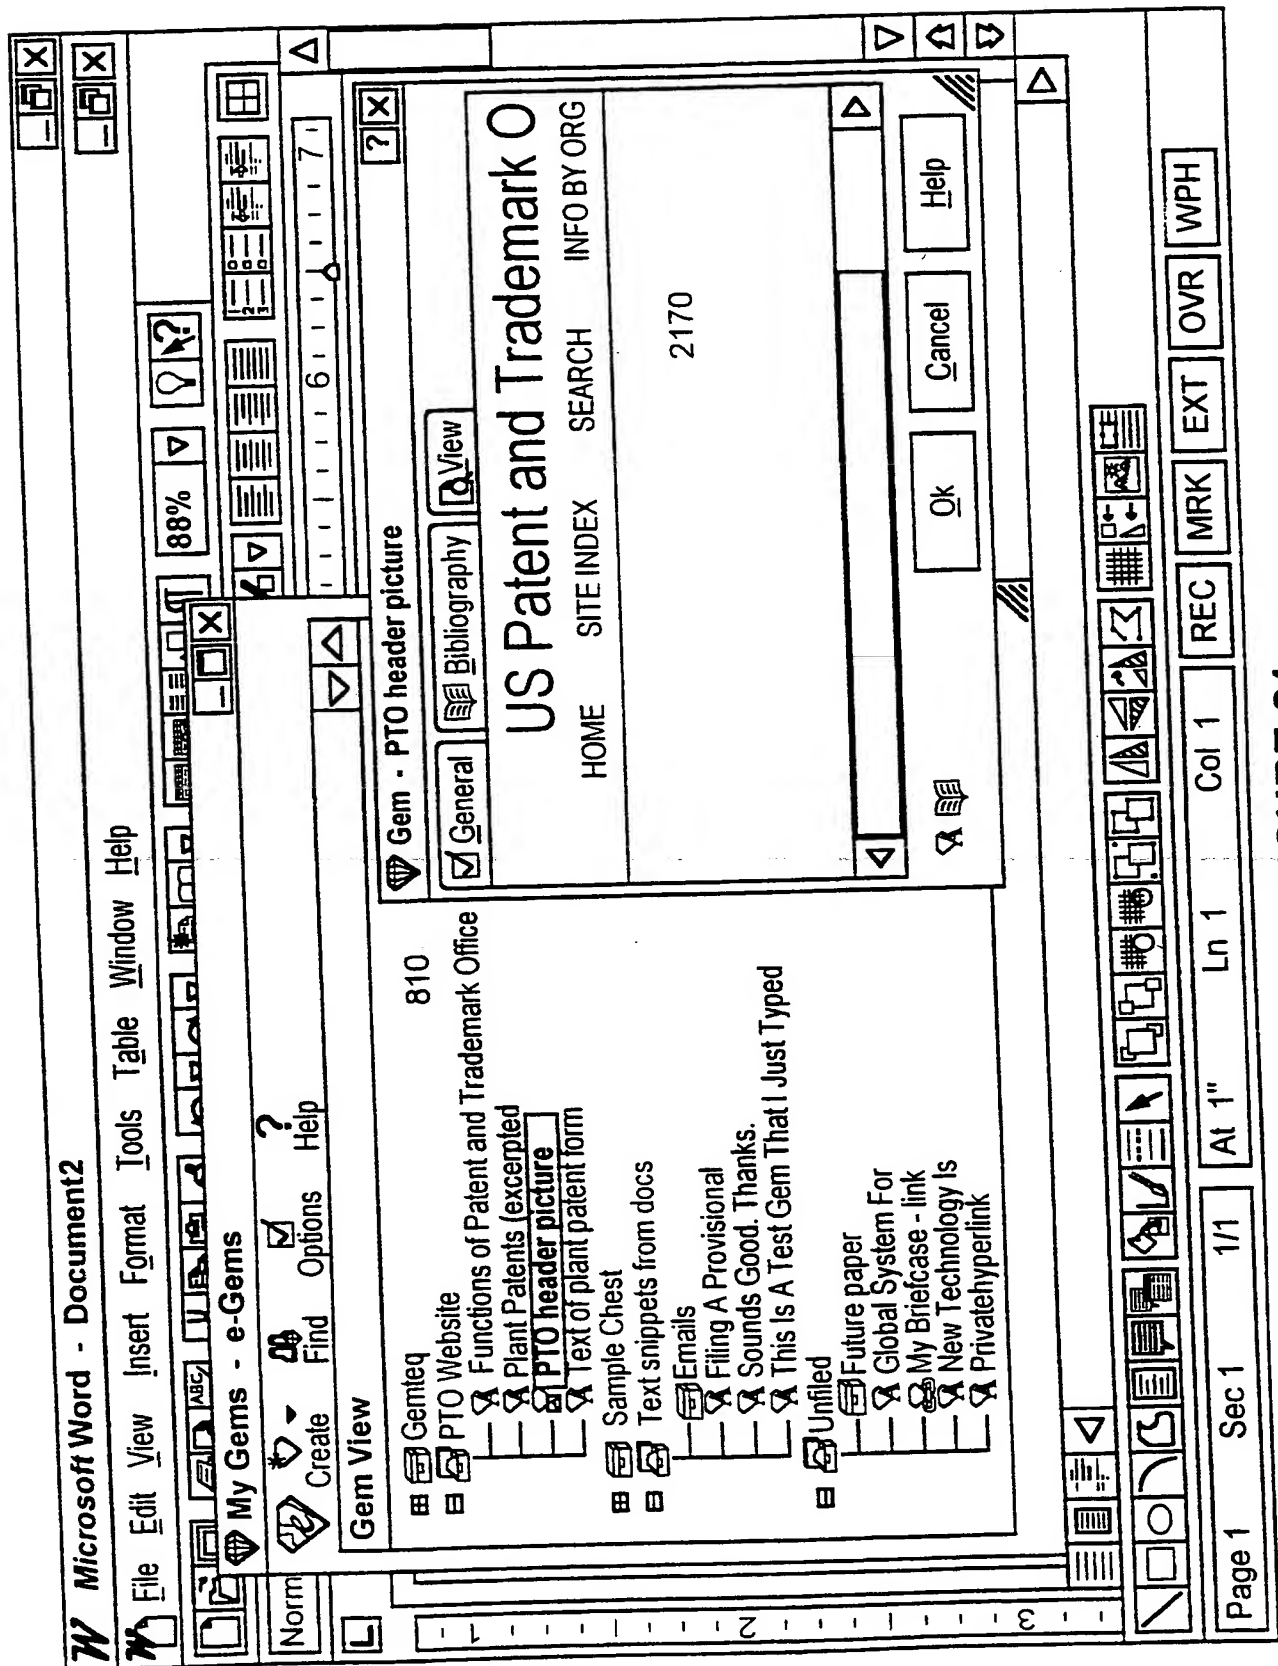 Microsoft Word - Document2
File Edit View Insert Format Tools Table Window Help
ABC
88%
Norm
My Gems - e-Gems
Create Find Options Help
Gem View
6 7
810
Gemteq
PTO Website
Functions of Patent and Trademark Office
Plant Patents (excerpted
PTO header picture
Text of plant patent form
Sample Chest
Text snippets from docs
Emails
Filing A Provisional
Sounds Good. Thanks.
This Is A Test Gem That I Just Typed
Unfiled
Future paper
Global System For
My Briefcase - link
New Technology Is
Privatehyperlink
Gem - PTO header picture
General Bibliography View
US Patent and Trademark O
HOME SITE INDEX SEARCH INFO BY ORG
2170
Ok Cancel Help
1
2
3
Page 1 Sec 1 1/1 At 1" Ln 1 Col 1 REC MRK EXT OVR WPH